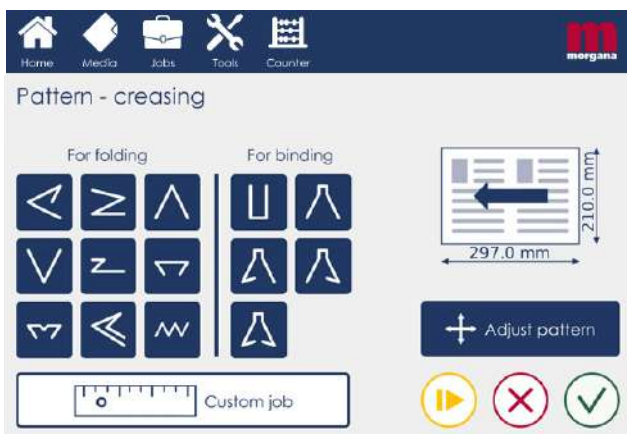 Home Media Jobs Tools Counter
morgana
Pattern - creasing
For folding For binding
210.0 mm
297.0 mm
Adjust pattern
Custom job